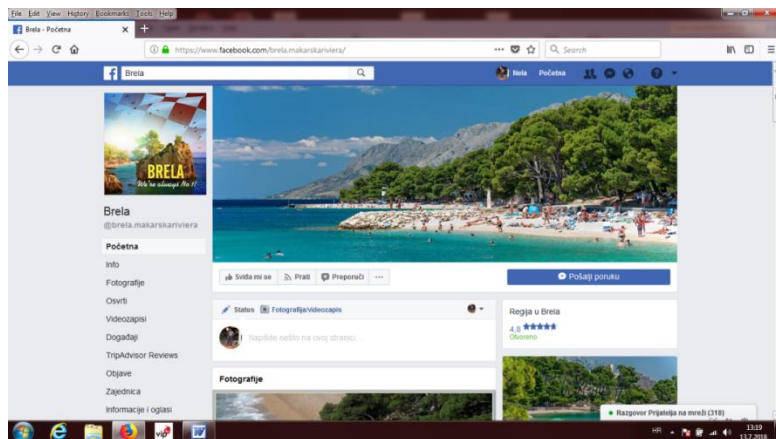 File Edit View History Bookmarks Tools Help
Brela - Početna
https://www.facebook.com/brela.makarskariviera/
Search
Brela
Nela Početna
BRELA
We're always No 1!
Brela
@brela.makarskariviera
Početna
Info
Fotografije
Osvrti
Videozapisi
Događaji
TripAdvisor Reviews
Objave
Zajednica
Informacije i oglasi
Sviđa mi se Prati Preporuči
Pošalji poruku
Status Fotografija/videozapis
Napišite nešto na ovoj stranici...
Fotografije
Regija u Brela
4,8
Otvoreno
Razgovor Prijatelja na mreži (318)
vip
HR
13:19
13.7.2018